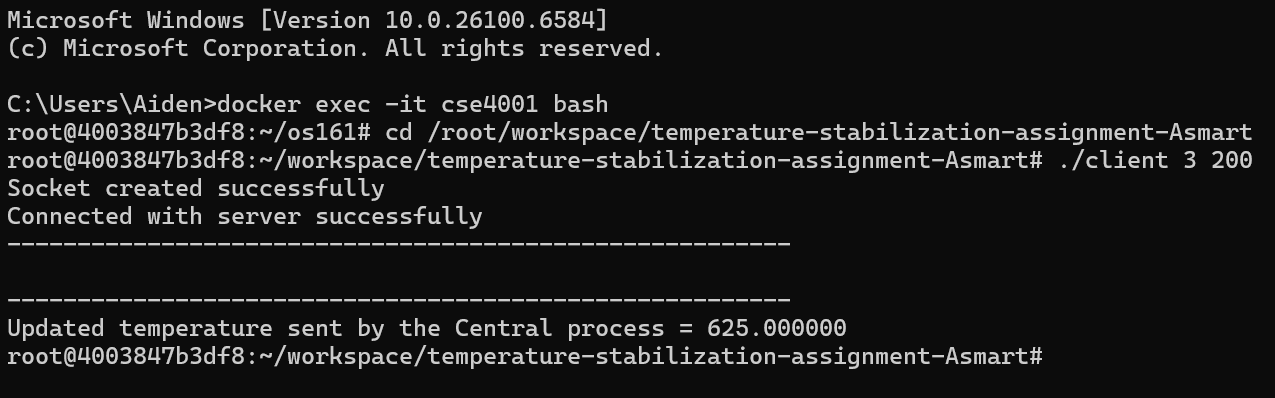 Microsoft Windows [Version 10.0.26100.6584]
(c) Microsoft Corporation. All rights reserved.
C:\Users\Aiden>docker exec -it cse4001 bash
root@4003847b3df8:~/os161# cd /root/workspace/temperature-stabilization-assignment-Asmart
root@4003847b3df8:~/workspace/temperature-stabilization-assignment-Asmart# ./client 3 200
Socket created successfully
Connected with server successfully
--------------------------------------------------------
--------------------------------------------------------
Updated temperature sent by the Central process = 625.000000
root@4003847b3df8:~/workspace/temperature-stabilization-assignment-Asmart#